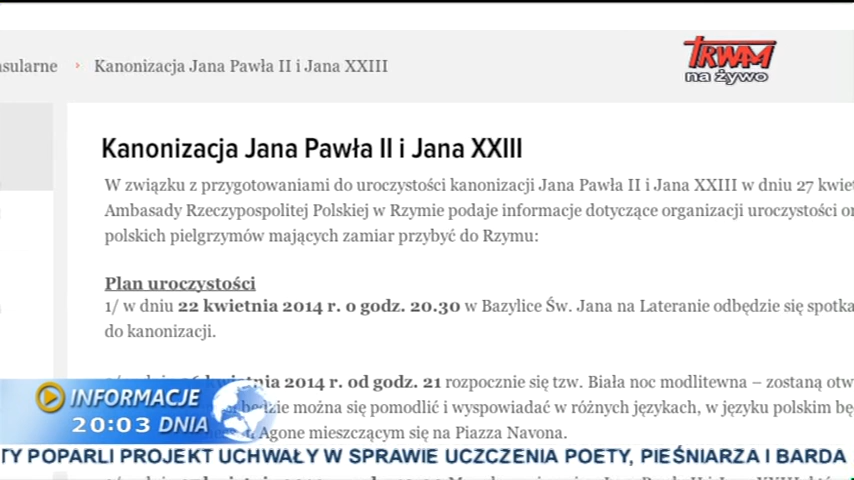 Kanonizacja Jana Pawła II i Jana XXIII
TRWAM
na żywo
Kanonizacja Jana Pawła II i Jana XXIII
W związku z przygotowaniami do uroczystości kanonizacji Jana Pawła II i Jana XXIII w dniu 27
Ambasady Rzeczypospolitej Polskiej w Rzymie podaje informacje dotyczące organizacji uroczystości
polskich pielgrzymów mających zamiar przybyć do Rzymu:
Plan uroczystości
1/ w dniu 22 kwietnia 2014 r. o godz. 20.30 w Bazylice Św. Jana na Lateranie odbędzie się
do kanonizacji.
2014 r. od godz. 21 rozpocznie się tzw. Biała noc modlitewna – zostaną
będzie można się pomodlić i wyspowiadać w różnych językach, w języku polskim
Agone mieszczącym się na Piazza Navona.
INFORMACJE
20:03 DNIA
POPARLI PROJEKT UCHWAŁY W SPRAWIE UCZCZENIA POETY, PIEŚNIARZA I BARDA